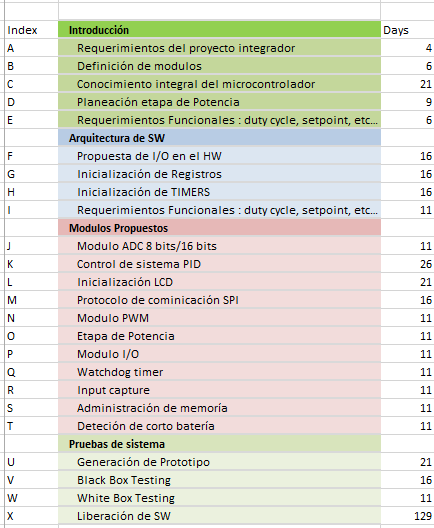 Index Introducción Days
A Requerimientos del proyecto integrador 4
B Definición de modulos 6
C Conocimiento integral del microcontrolador 21
D Planeación etapa de Potencia 9
E Requerimientos Funcionales : duty cycle, setpoint, etc... 6
Arquitectura de SW
F Propuesta de I/O en el HW 16
G Inicialización de Registros 16
H Inicialización de TIMERS 16
I Requerimientos Funcionales : duty cycle, setpoint, etc... 11
Modulos Propuestos
J Modulo ADC 8 bits/16 bits 11
K Control de sistema PID 26
L Inicialización LCD 21
M Protocolo de cominicación SPI 16
N Modulo PWM 11
O Etapa de Potencia 11
P Modulo I/O 11
Q Watchdog timer 11
R Input capture 11
S Administración de memoría 11
T Deteción de corto batería 11
Pruebas de sistema
U Generación de Prototipo 21
V Black Box Testing 16
W White Box Testing 11
X Liberación de SW 129